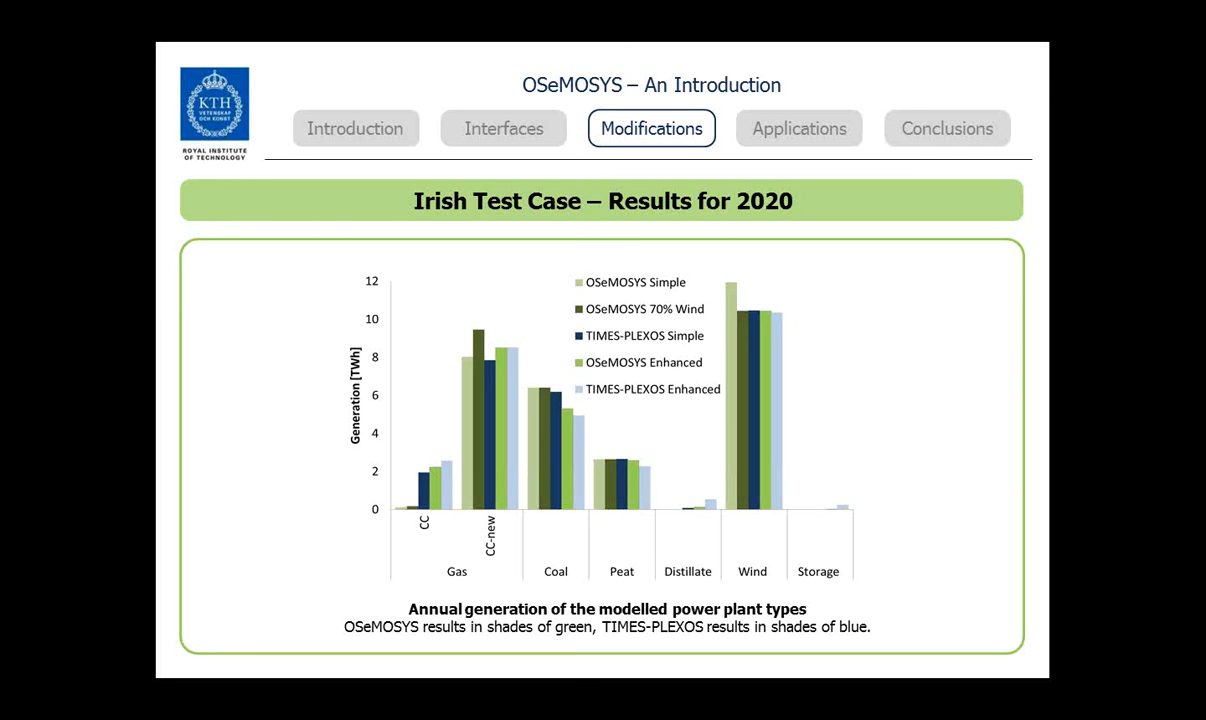 OSeMOSYS – An Introduction
KTH
VETENSKAP
OCH KONST
ROYAL INSTITUTE
OF TECHNOLOGY
Introduction
Interfaces
Modifications
Applications
Conclusions
Irish Test Case – Results for 2020
Generation [TWh]
12
10
8
6
4
2
0
OSeMOSYS Simple
OSeMOSYS 70% Wind
TIMES-PLEXOS Simple
OSeMOSYS Enhanced
TIMES-PLEXOS Enhanced
CC
CC-new
Gas
Coal
Peat
Distillate
Wind
Storage
Annual generation of the modelled power plant types
OSeMOSYS results in shades of green, TIMES-PLEXOS results in shades of blue.